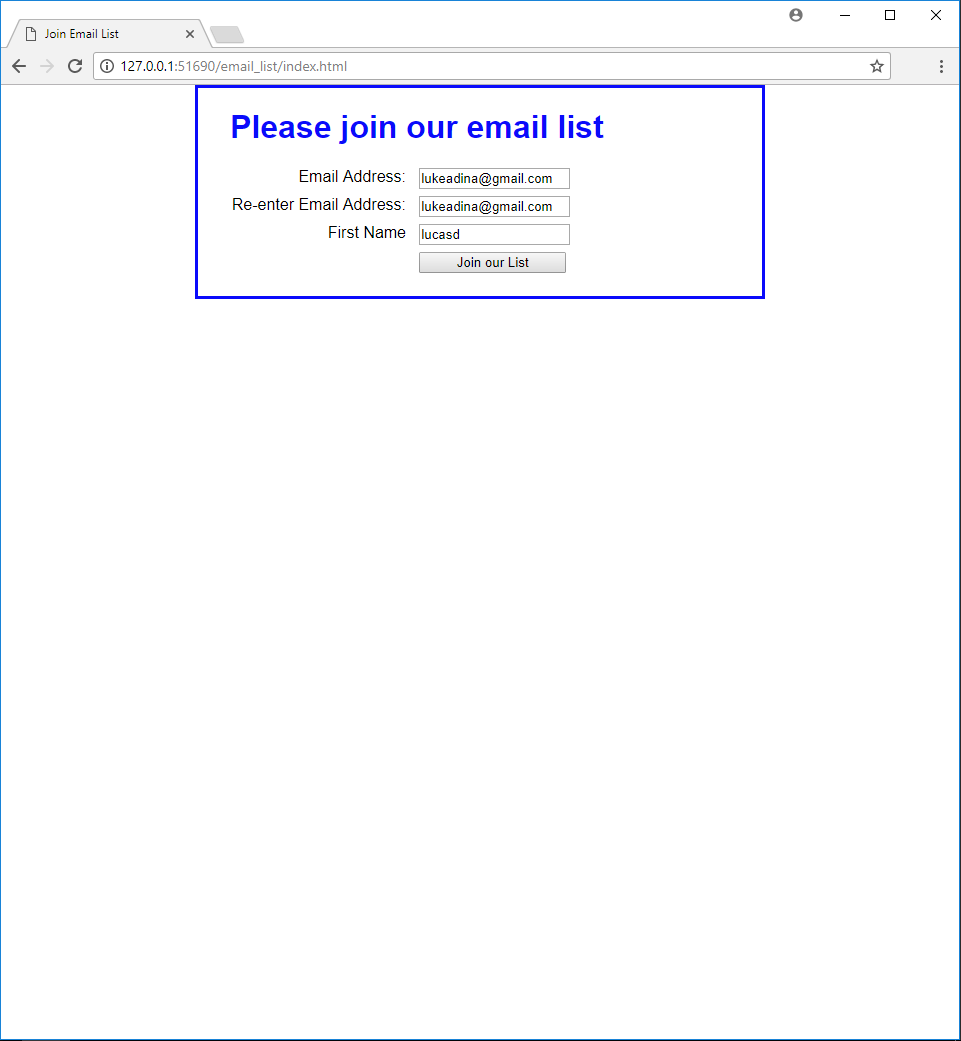 Join Email List
127.0.0.1:51690/email_list/index.html
Please join our email list
Email Address: lukeadina@gmail.com
Re-enter Email Address: lukeadina@gmail.com
First Name lucasd
Join our List